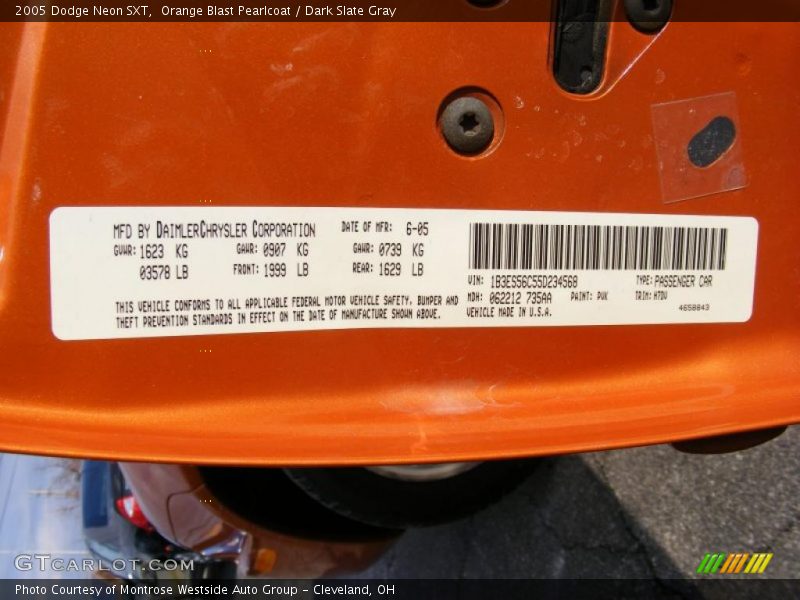 2005 Dodge Neon SXT,  Orange Blast Pearlcoat / Dark Slate Gray
MFD BY DAIMLERCHRYSLER CORPORATION DATE OF MFR: 6-05
GVWR: 1623 KG GAWR: 0907 KG GAWR: 0739 KG
03578 LB FRONT: 1999 LB REAR: 1629 LB
THIS VEHICLE CONFORMS TO ALL APPLICABLE FEDERAL MOTOR VEHICLE SAFETY, BUMPER AND
THEFT PREVENTION STANDARDS IN EFFECT ON THE DATE OF MANUFACTURE SHOWN ABOVE.
VIN: 1B3ES56C55D234568 TYPE: PASSENGER CAR
MDH: 062212 735AA PAINT: PVK TRIM: HTDV
VEHICLE MADE IN U.S.A. 4658843
GTCarLot.com
Photo Courtesy of Montrose Westside Auto Group - Cleveland, OH